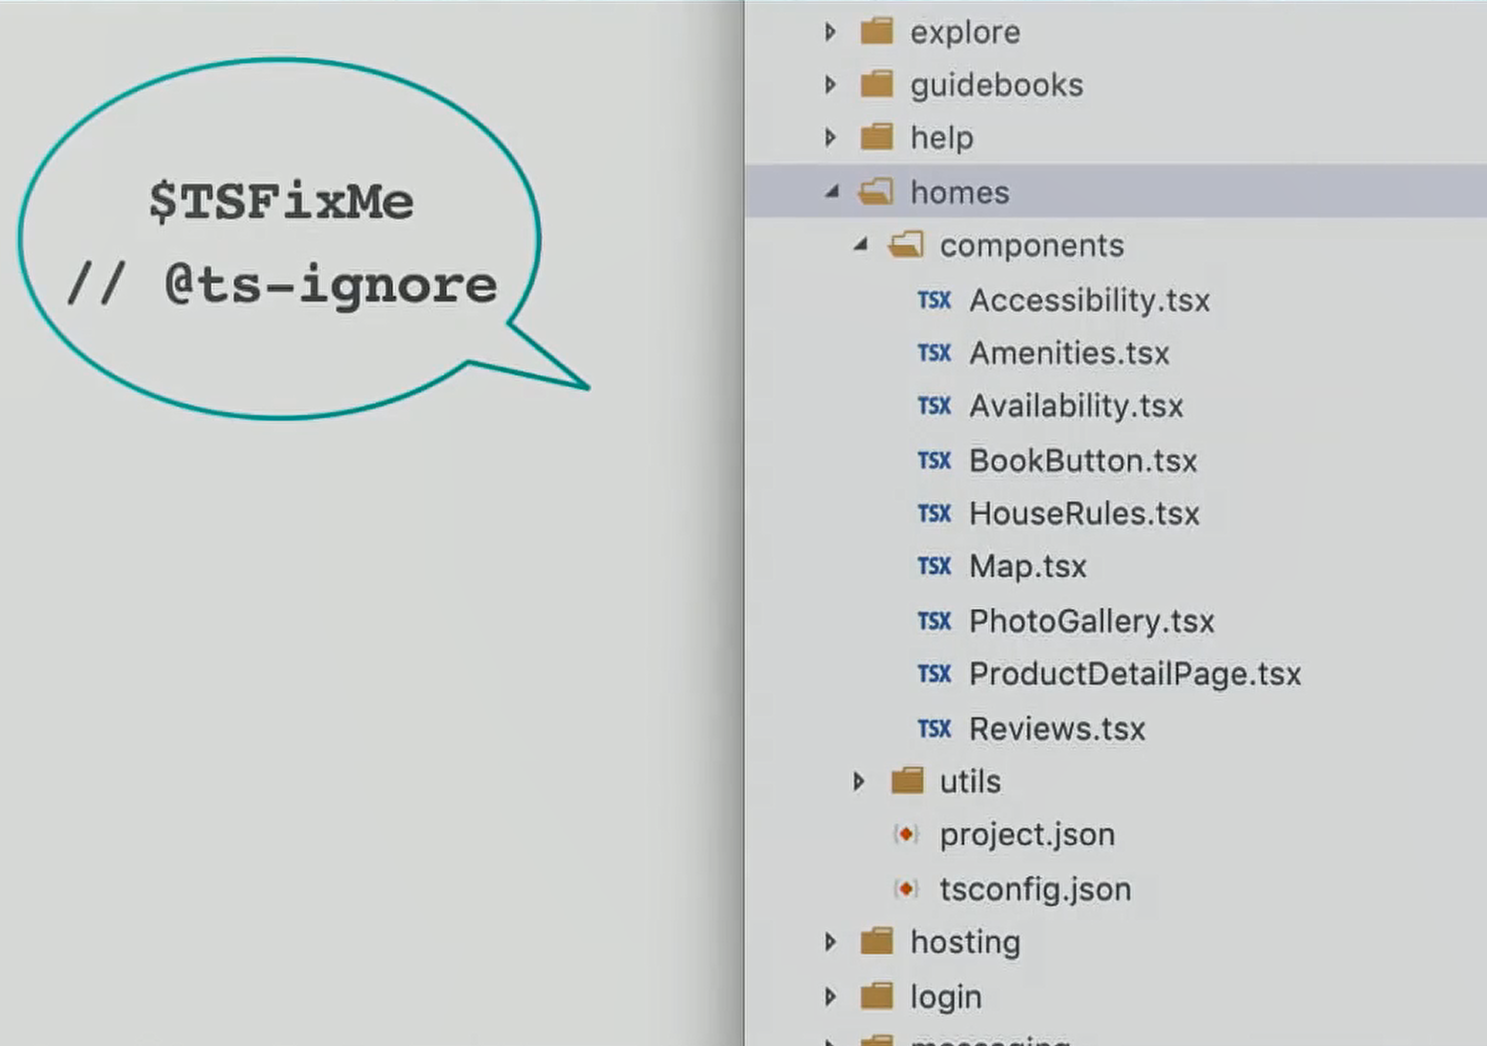 $TSFixMe
// @ts-ignore
explore
guidebooks
help
homes
components
TSX Accessibility.tsx
TSX Amenities.tsx
TSX Availability.tsx
TSX BookButton.tsx
TSX HouseRules.tsx
TSX Map.tsx
TSX PhotoGallery.tsx
TSX ProductDetailPage.tsx
TSX Reviews.tsx
utils
project.json
tsconfig.json
hosting
login